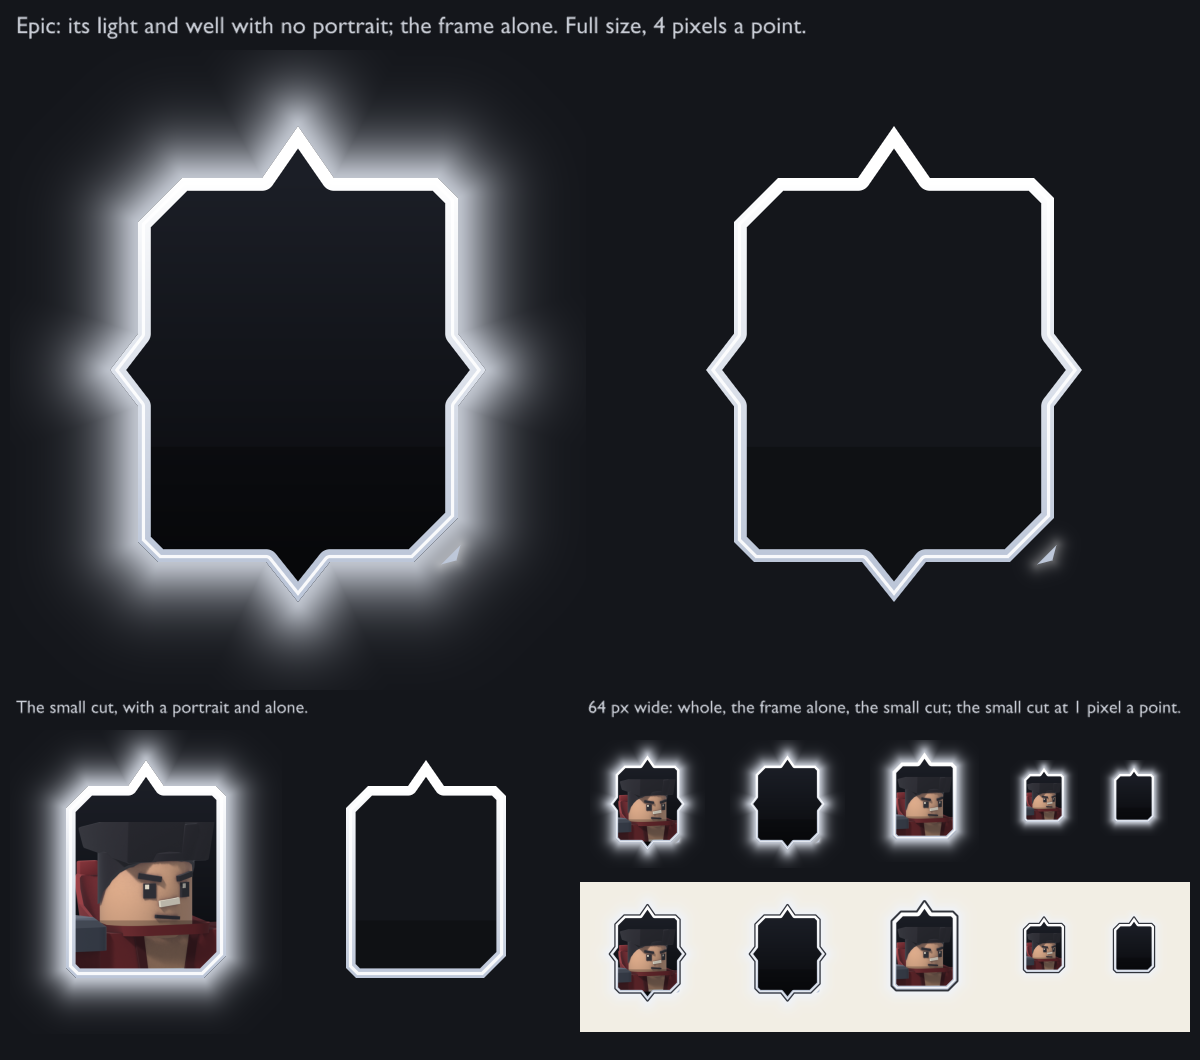 Epic: its light and well with no portrait; the frame alone. Full size, 4 pixels a point.
The small cut, with a portrait and alone.
64 px wide: whole, the frame alone, the small cut; the small cut at 1 pixel a point.